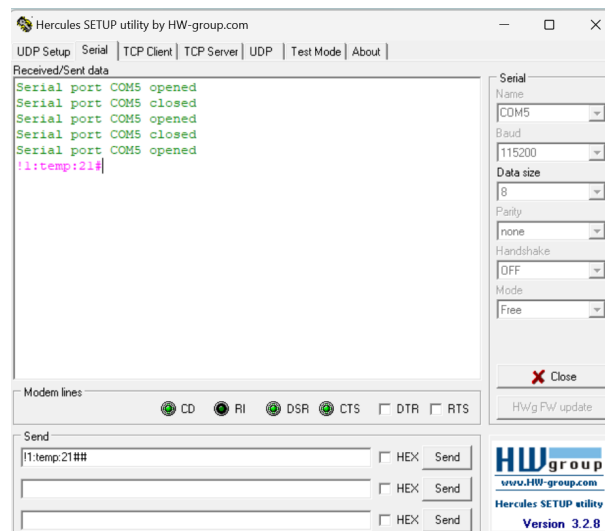 Hercules SETUP utility by HW-group.com
UDP Setup Serial TCP Client TCP Server UDP Test Mode About
Received/Sent data
Serial port COM5 opened
Serial port COM5 closed
Serial port COM5 opened
Serial port COM5 closed
Serial port COM5 opened
!1:temp:21#
Serial
Name
COM5
Baud
115200
Data size
8
Parity
none
Handshake
OFF
Mode
Free
Close
HWg FW update
Modem lines
CD RI DSR CTS DTR RTS
Send
!1:temp:21## HEX Send
HEX Send
HEX Send
HWgroup
www.HW-group.com
Hercules SETUP utility
Version 3.2.8